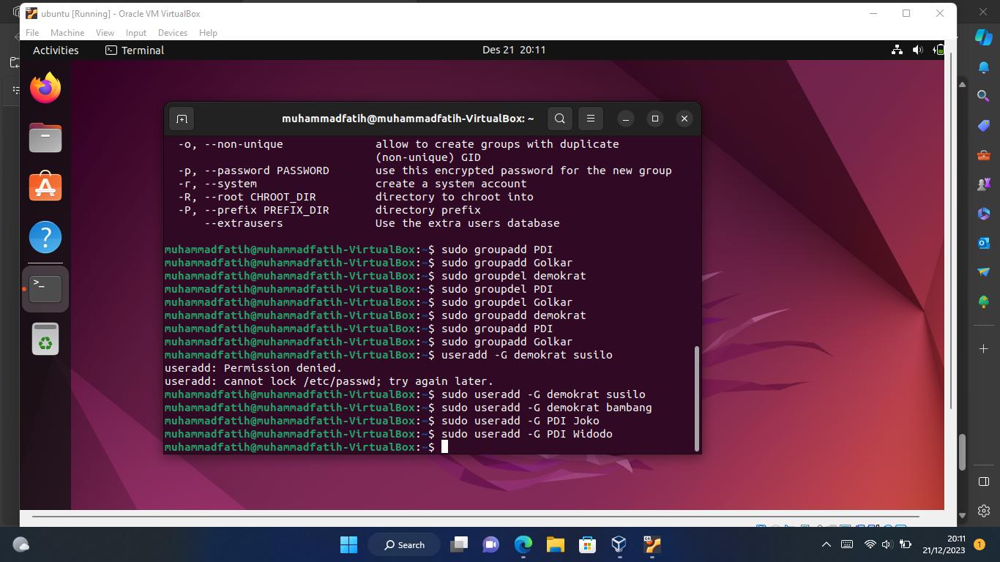 ubuntu [Running] - Oracle VM VirtualBox
File Machine View Input Devices Help
Activities Terminal Des 21 20:11
muhammadfatih@muhammadfatih-VirtualBox: ~
-o, --non-unique allow to create groups with duplicate
(non-unique) GID
-p, --password PASSWORD use this encrypted password for the new group
-r, --system create a system account
-R, --root CHROOT_DIR directory to chroot into
-P, --prefix PREFIX_DIR directory prefix
--extrausers Use the extra users database
muhammadfatih@muhammadfatih-VirtualBox:~$ sudo groupadd PDI
muhammadfatih@muhammadfatih-VirtualBox:~$ sudo groupadd Golkar
muhammadfatih@muhammadfatih-VirtualBox:~$ sudo groupdel demokrat
muhammadfatih@muhammadfatih-VirtualBox:~$ sudo groupdel PDI
muhammadfatih@muhammadfatih-VirtualBox:~$ sudo groupdel Golkar
muhammadfatih@muhammadfatih-VirtualBox:~$ sudo groupadd demokrat
muhammadfatih@muhammadfatih-VirtualBox:~$ sudo groupadd PDI
muhammadfatih@muhammadfatih-VirtualBox:~$ sudo groupadd Golkar
muhammadfatih@muhammadfatih-VirtualBox:~$ useradd -G demokrat susilo
useradd: Permission denied.
useradd: cannot lock /etc/passwd; try again later.
muhammadfatih@muhammadfatih-VirtualBox:~$ sudo useradd -G demokrat susilo
muhammadfatih@muhammadfatih-VirtualBox:~$ sudo useradd -G demokrat bambang
muhammadfatih@muhammadfatih-VirtualBox:~$ sudo useradd -G PDI Joko
muhammadfatih@muhammadfatih-VirtualBox:~$ sudo useradd -G PDI Widodo
muhammadfatih@muhammadfatih-VirtualBox:~$
Search
20:11
21/12/2023
1